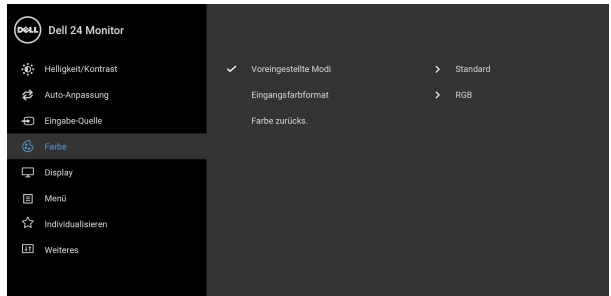 DELL Dell 24 Monitor
Helligkeit/Kontrast Voreingestellte Modi Standard
Auto-Anpassung Eingangsfarbformat RGB
Eingabe-Quelle Farbe zurücks.
Farbe
Display
Menü
Individualisieren
Weiteres